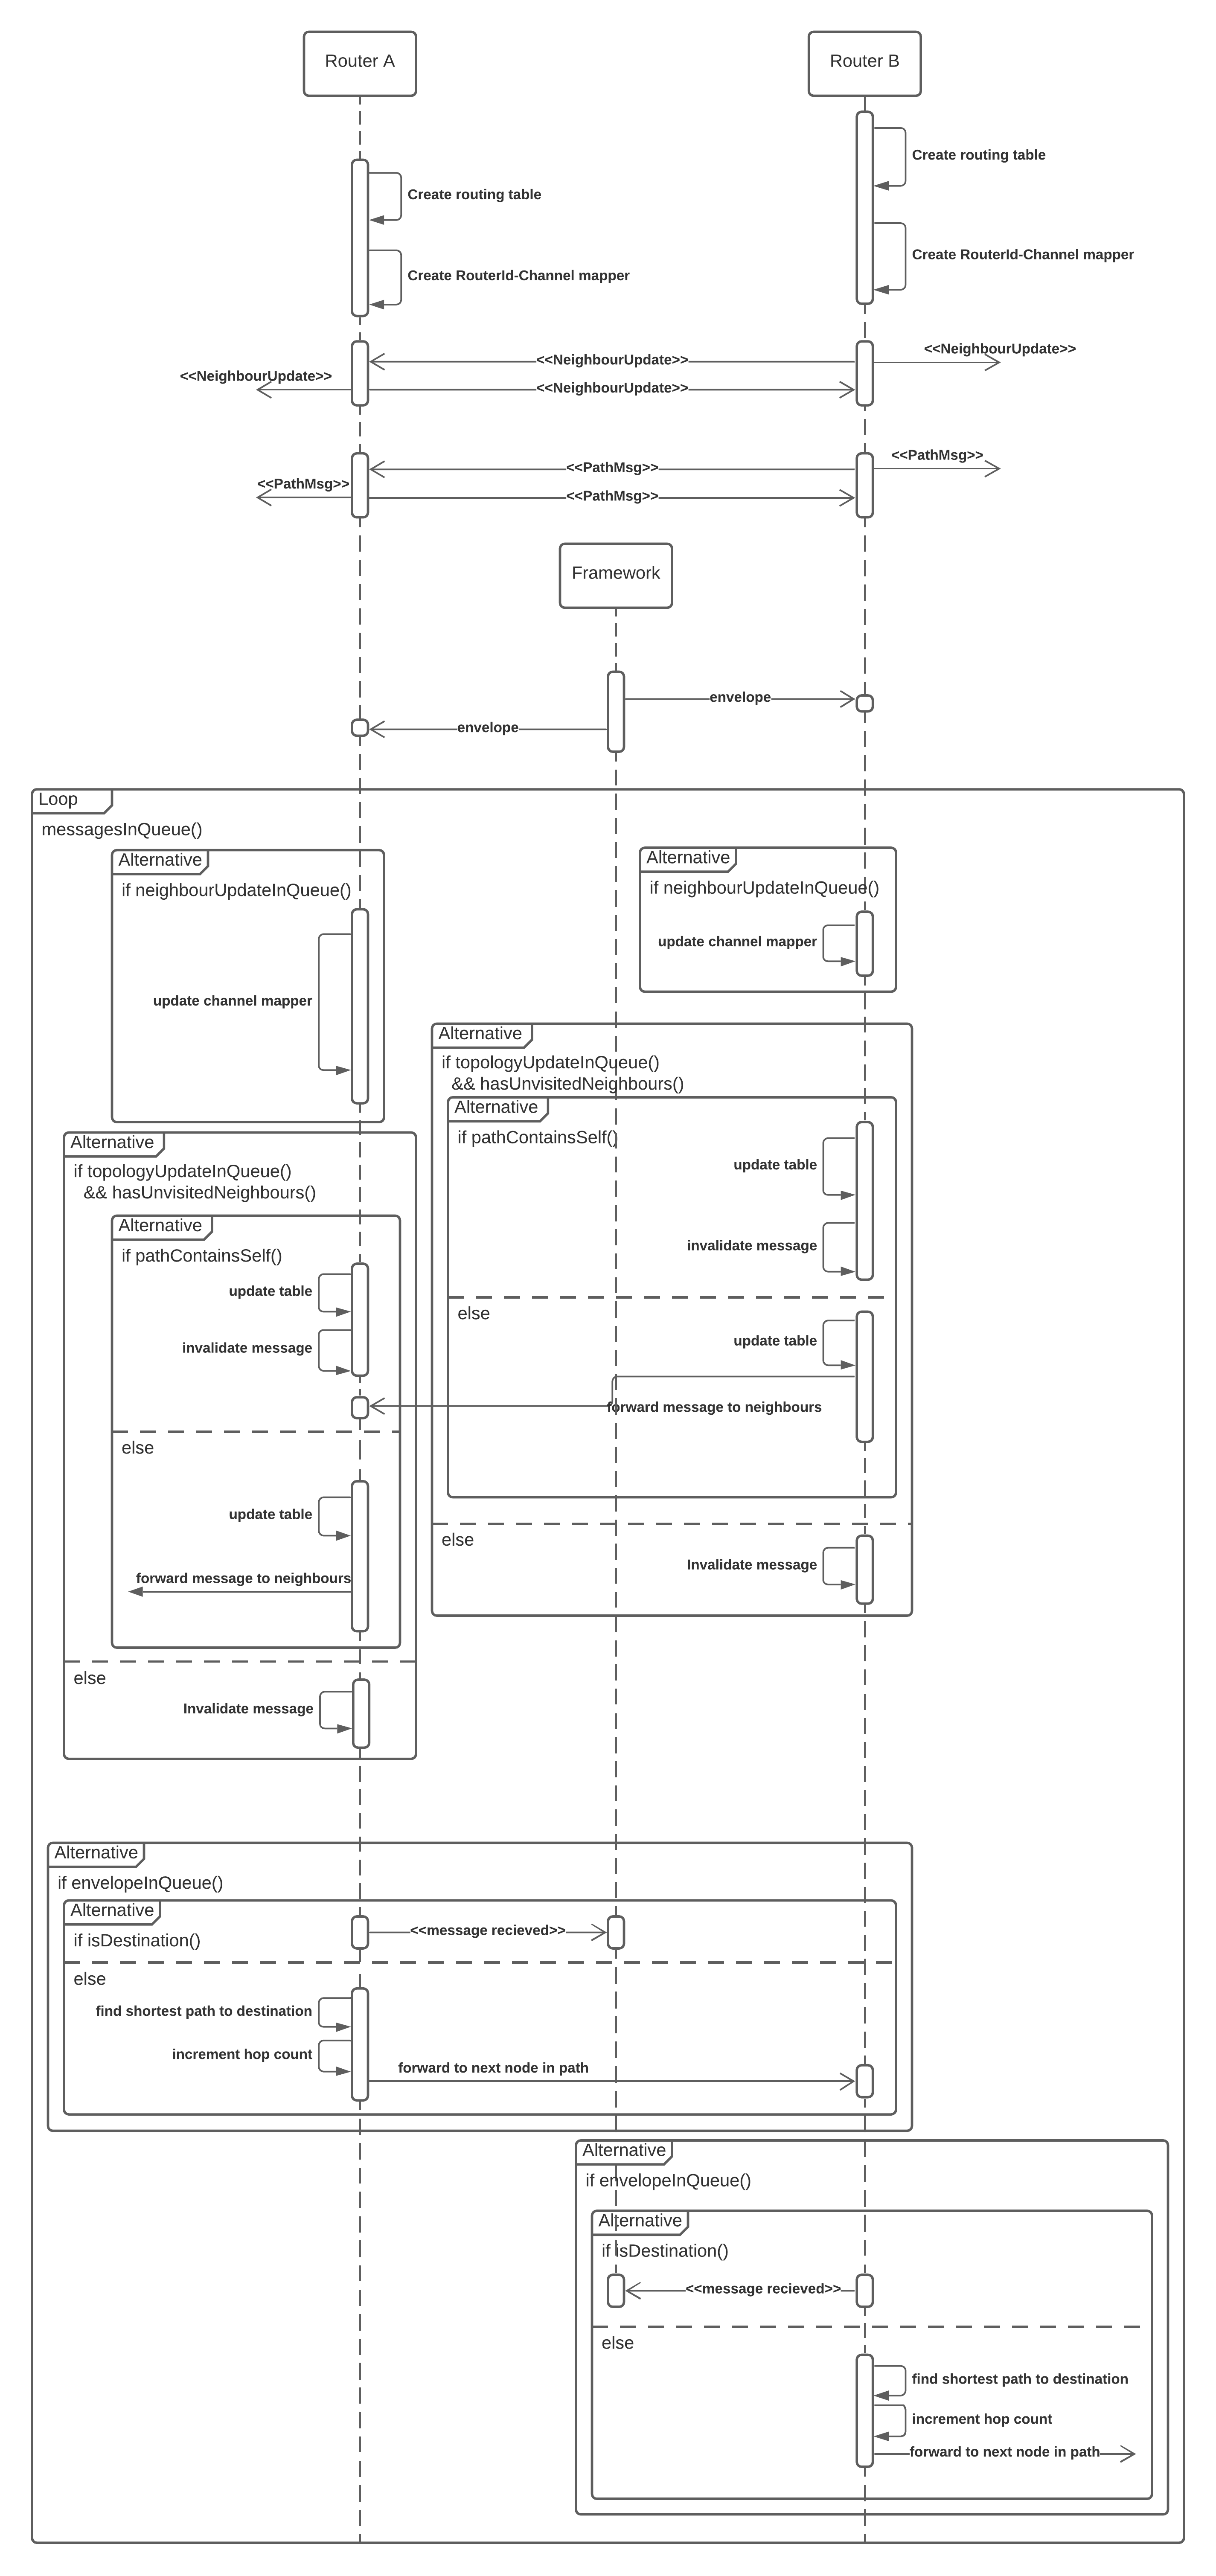 Router A
Router B
Create routing table
Create routing table
Create RouterId-Channel mapper
Create RouterId-Channel mapper
<<NeighbourUpdate>>
<<NeighbourUpdate>>
<<NeighbourUpdate>>
<<NeighbourUpdate>>
<<PathMsg>>
<<PathMsg>>
<<PathMsg>>
<<PathMsg>>
Framework
envelope
envelope
Loop
messagesInQueue()
Alternative
if neighbourUpdateInQueue()
update channel mapper
Alternative
if neighbourUpdateInQueue()
update channel mapper
Alternative
if topologyUpdateInQueue()
&& hasUnvisitedNeighbours()
Alternative
if pathContainsSelf()
update table
invalidate message
else
update table
forward message to neighbours
else
Invalidate message
Alternative
if topologyUpdateInQueue()
&& hasUnvisitedNeighbours()
Alternative
if pathContainsSelf()
update table
invalidate message
else
update table
forward message to neighbours
else
Invalidate message
Alternative
if envelopeInQueue()
Alternative
if isDestination()
<<message recieved>>
else
find shortest path to destination
increment hop count
forward to next node in path
Alternative
if envelopeInQueue()
Alternative
if isDestination()
<<message recieved>>
else
find shortest path to destination
increment hop count
forward to next node in path